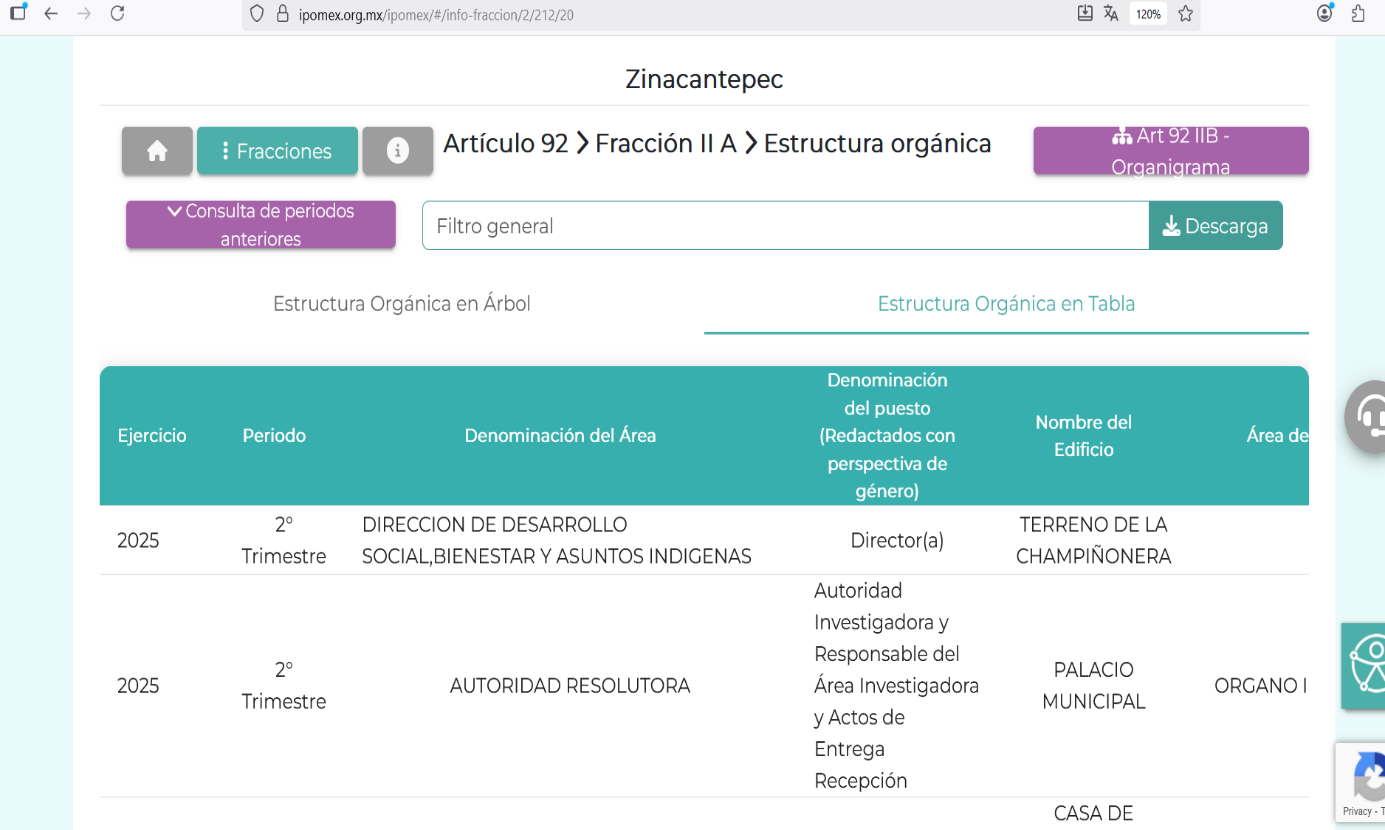 ipomex.org.mx/ipomex/#/info-fraccion/2/212/20
120%
Zinacantepec
Fracciones
Artículo 92 > Fracción II A > Estructura orgánica
Art 92 IIB -
Organigrama
Consulta de periodos
anteriores
Filtro general
Descarga
Estructura Orgánica en Árbol
Estructura Orgánica en Tabla
Ejercicio
Periodo
Denominación del Área
Denominación
del puesto
(Redactados con
perspectiva de
género)
Nombre del
Edificio
Área de
2025
2°
Trimestre
DIRECCION DE DESARROLLO
SOCIAL,BIENESTAR Y ASUNTOS INDIGENAS
Director(a)
TERRENO DE LA
CHAMPIÑONERA
2025
2°
Trimestre
AUTORIDAD RESOLUTORA
Autoridad
Investigadora y
Responsable del
Área Investigadora
y Actos de
Entrega
Recepción
PALACIO
MUNICIPAL
ORGANO I
CASA DE
Privacy - T